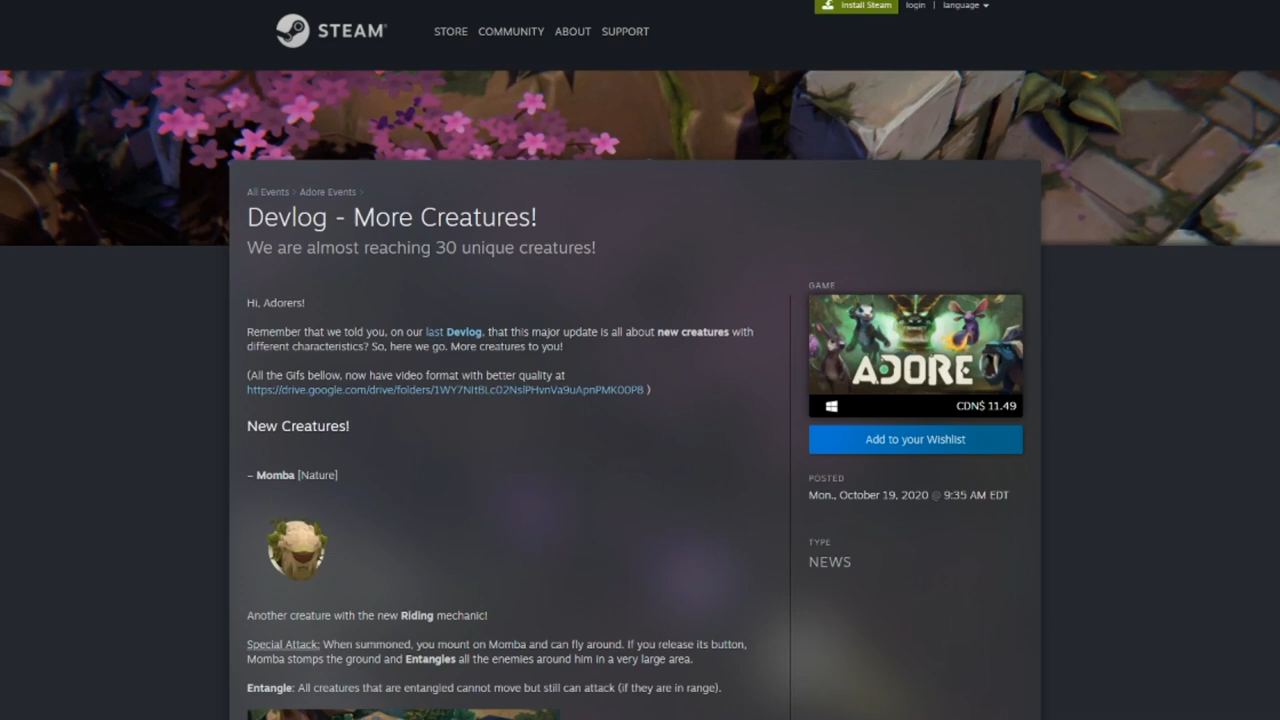 Install Steam login | language
STEAM® STORE COMMUNITY ABOUT SUPPORT
All Events > Adore Events >
Devlog - More Creatures!
We are almost reaching 30 unique creatures!
Hi, Adorers!
Remember that we told you, on our last Devlog, that this major update is all about new creatures with
different characteristics? So, here we go. More creatures to you!
(All the Gifs bellow, now have video format with better quality at
)
New Creatures!
– Momba [Nature]
Another creature with the new Riding mechanic!
Special Attack: When summoned, you mount on Momba and can fly around. If you release its button,
Momba stomps the ground and Entangles all the enemies around him in a very large area.
Entangle: All creatures that are entangled cannot move but still can attack (if they are in range).
GAME
ADORE
CDN$ 11.49
Add to your Wishlist
POSTED
Mon., October 19, 2020 @ 9:35 AM EDT
TYPE
NEWS